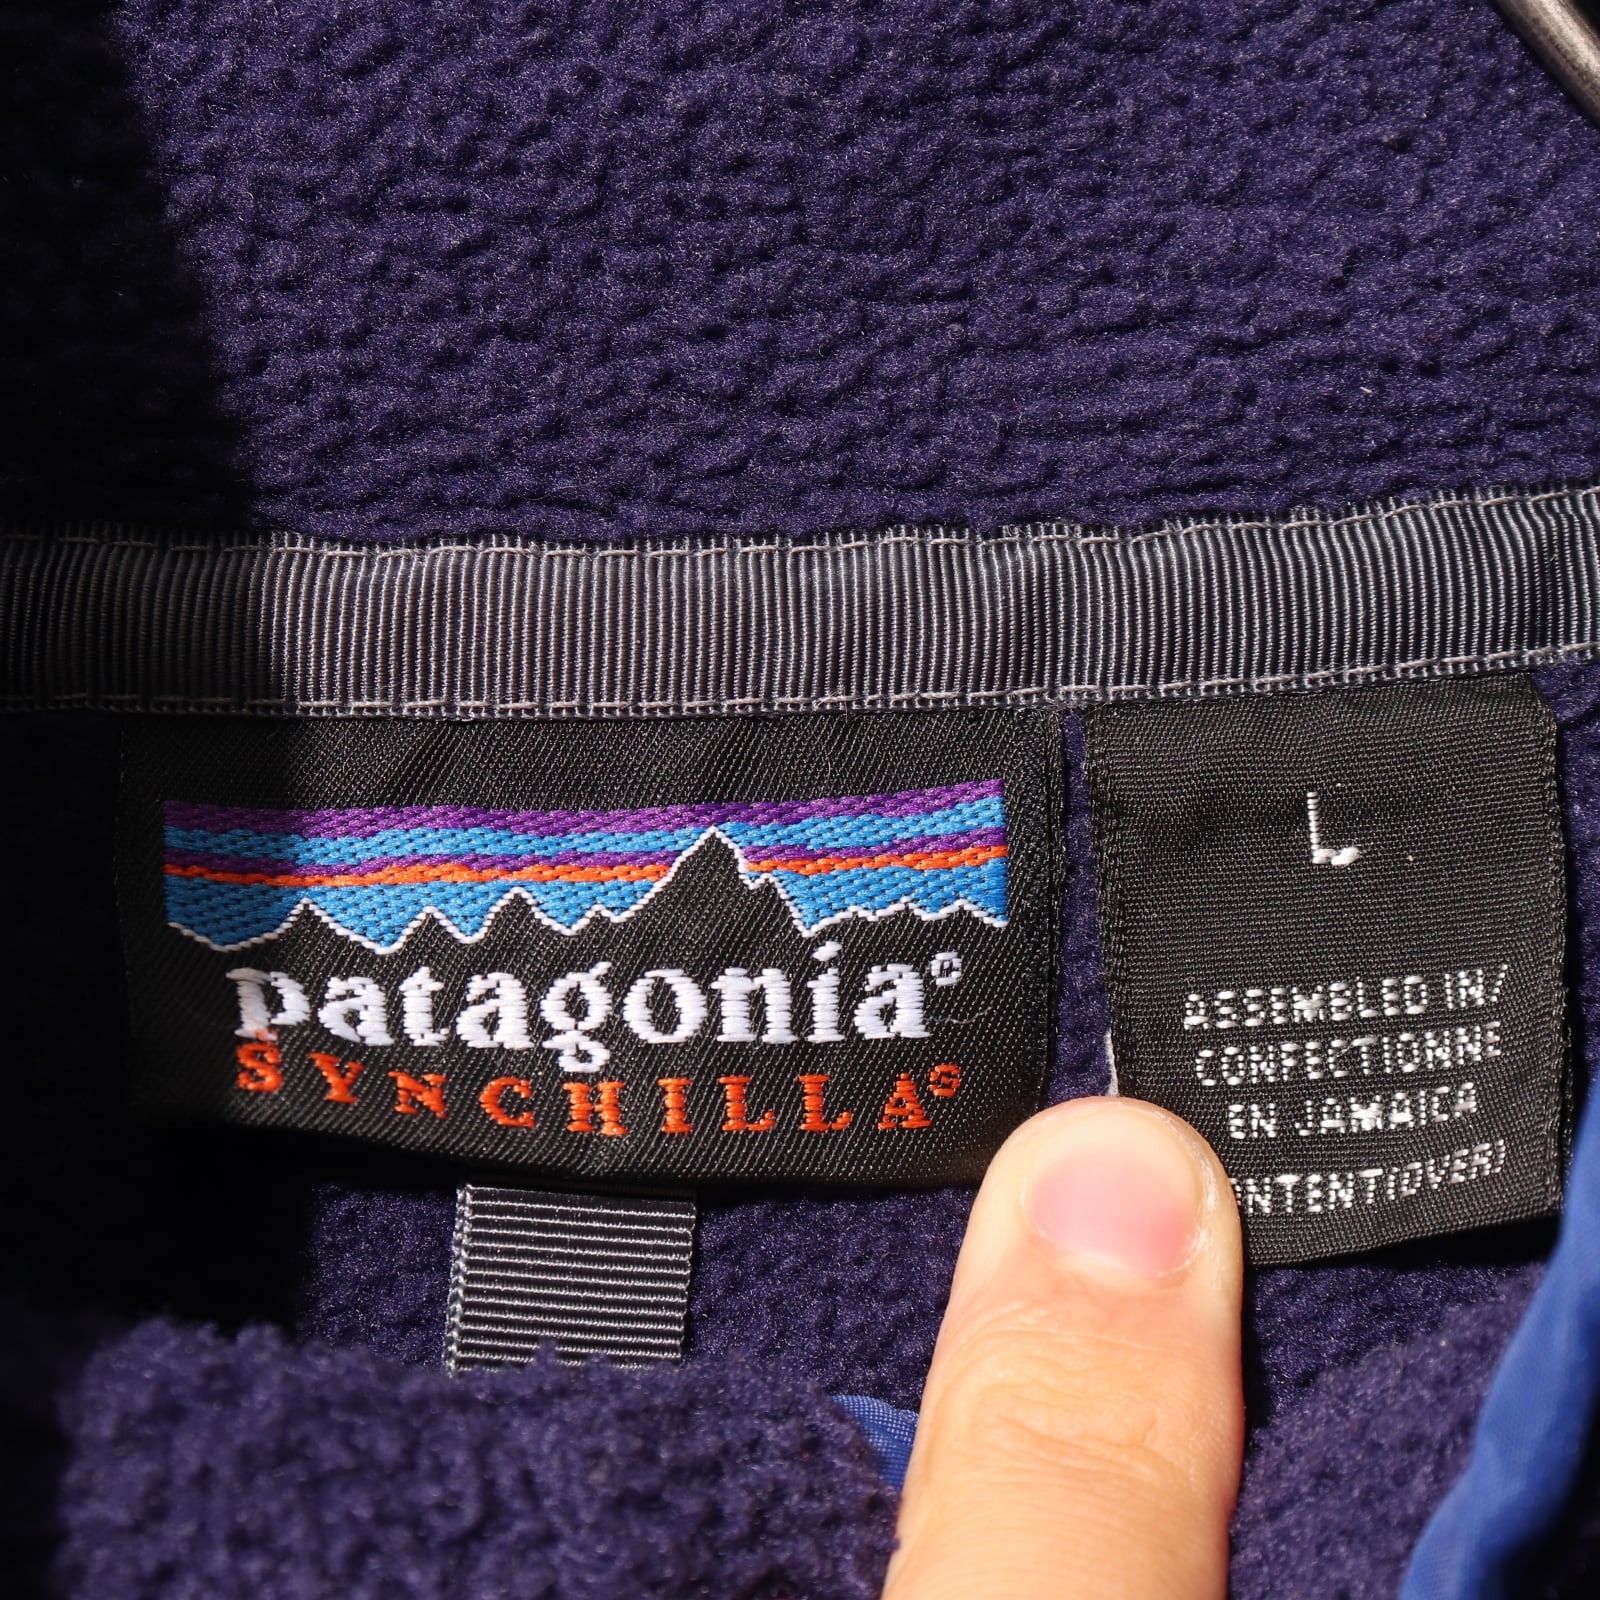 patagonia®
SYNCHILLA®
L
ASSEMBLED IN/
CONFECTIONNE
EN JAMAICA